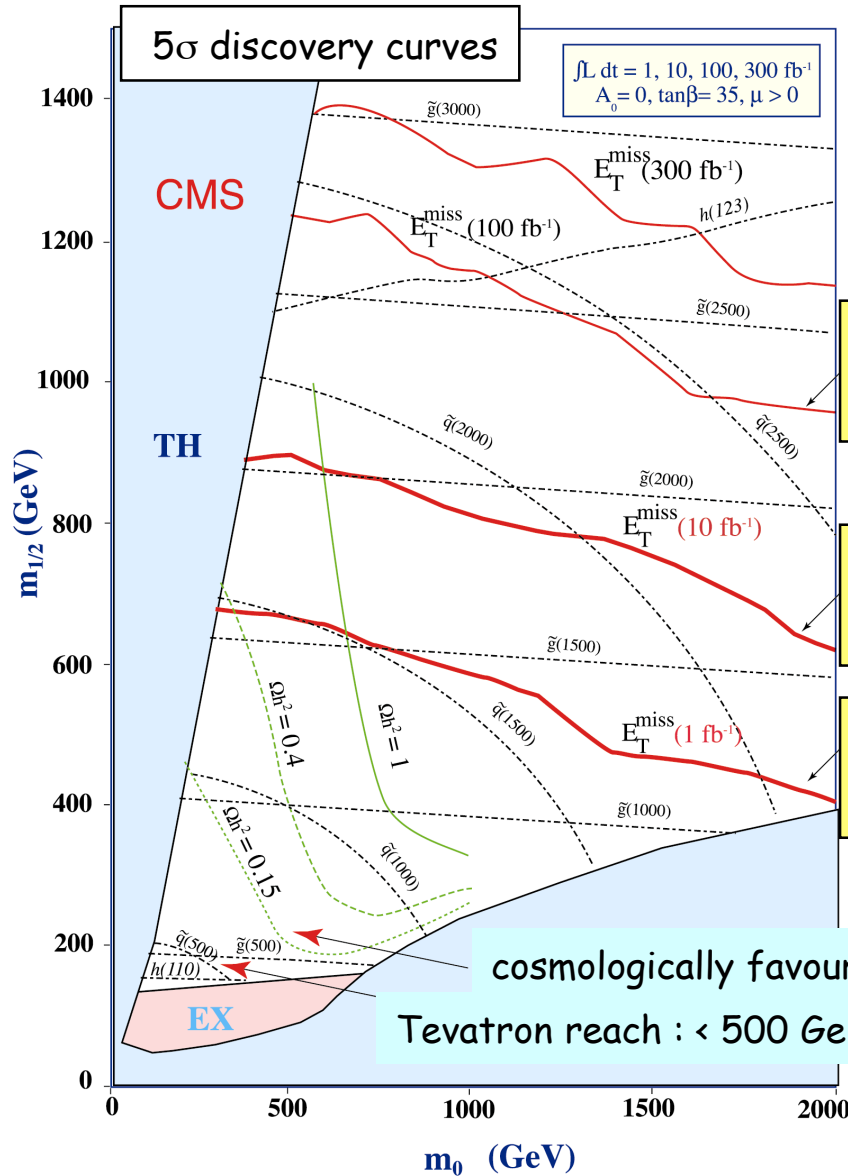 5σ discovery curves
∫L dt = 1, 10, 100, 300 fb⁻¹
A₀ = 0, tanβ = 35, μ > 0
1400
g̃(3000)
CMS
E_T^miss (300 fb⁻¹)
h(123)
E_T^miss (100 fb⁻¹)
1200
g̃(2500)
1000
TH
q̃(2000)
q̃(2500)
g̃(2000)
800
E_T^miss (10 fb⁻¹)
m₁/₂ (GeV)
g̃(1500)
600
Ωh² = 0.4
Ωh² = 1
q̃(1500)
E_T^miss (1 fb⁻¹)
400
g̃(1000)
Ωh² = 0.15
q̃(1000)
200
q̃(500)
g̃(500)
h(110)
cosmologically favou
EX
Tevatron reach : < 500 Ge
0
0
500
1000
1500
2000
m₀ (GeV)